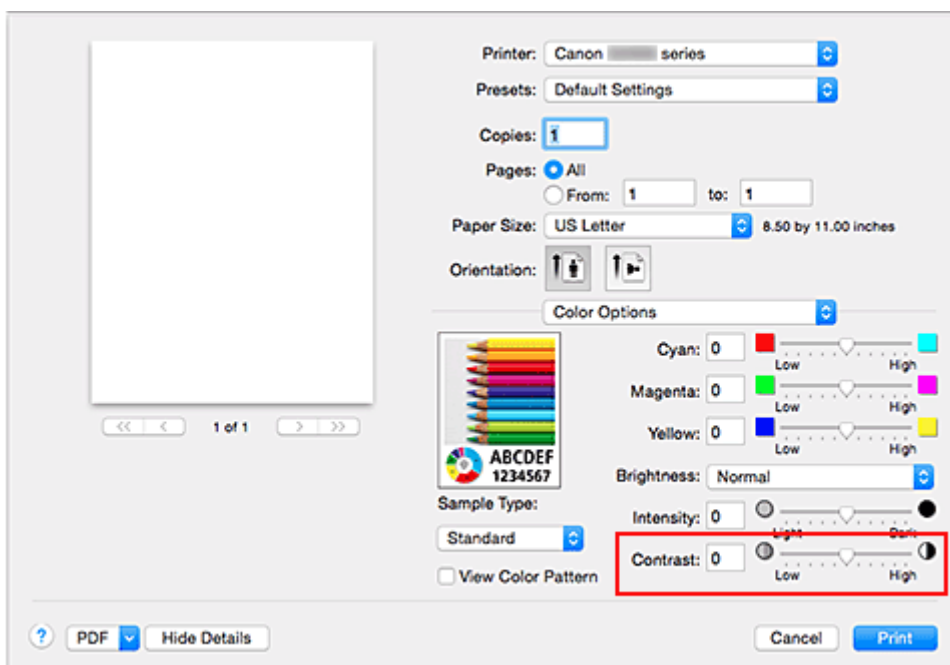 Printer: Canon series
Presets: Default Settings
Copies: 1
Pages: All
From: 1 to: 1
Paper Size: US Letter 8.50 by 11.00 inches
Orientation:
Color Options
1 of 1
ABCDEF
1234567
Sample Type:
Standard
View Color Pattern
Cyan: 0
Low High
Magenta: 0
Low High
Yellow: 0
Low High
Brightness: Normal
Intensity: 0
Light Dark
Contrast: 0
Low High
? PDF Hide Details Cancel Print